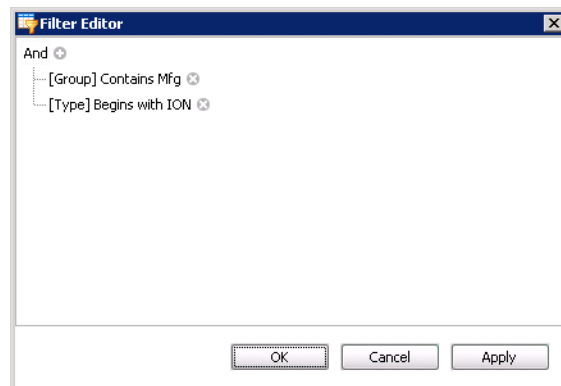 Filter Editor
And
[Group] Contains Mfg
[Type] Begins with ION
OK Cancel Apply